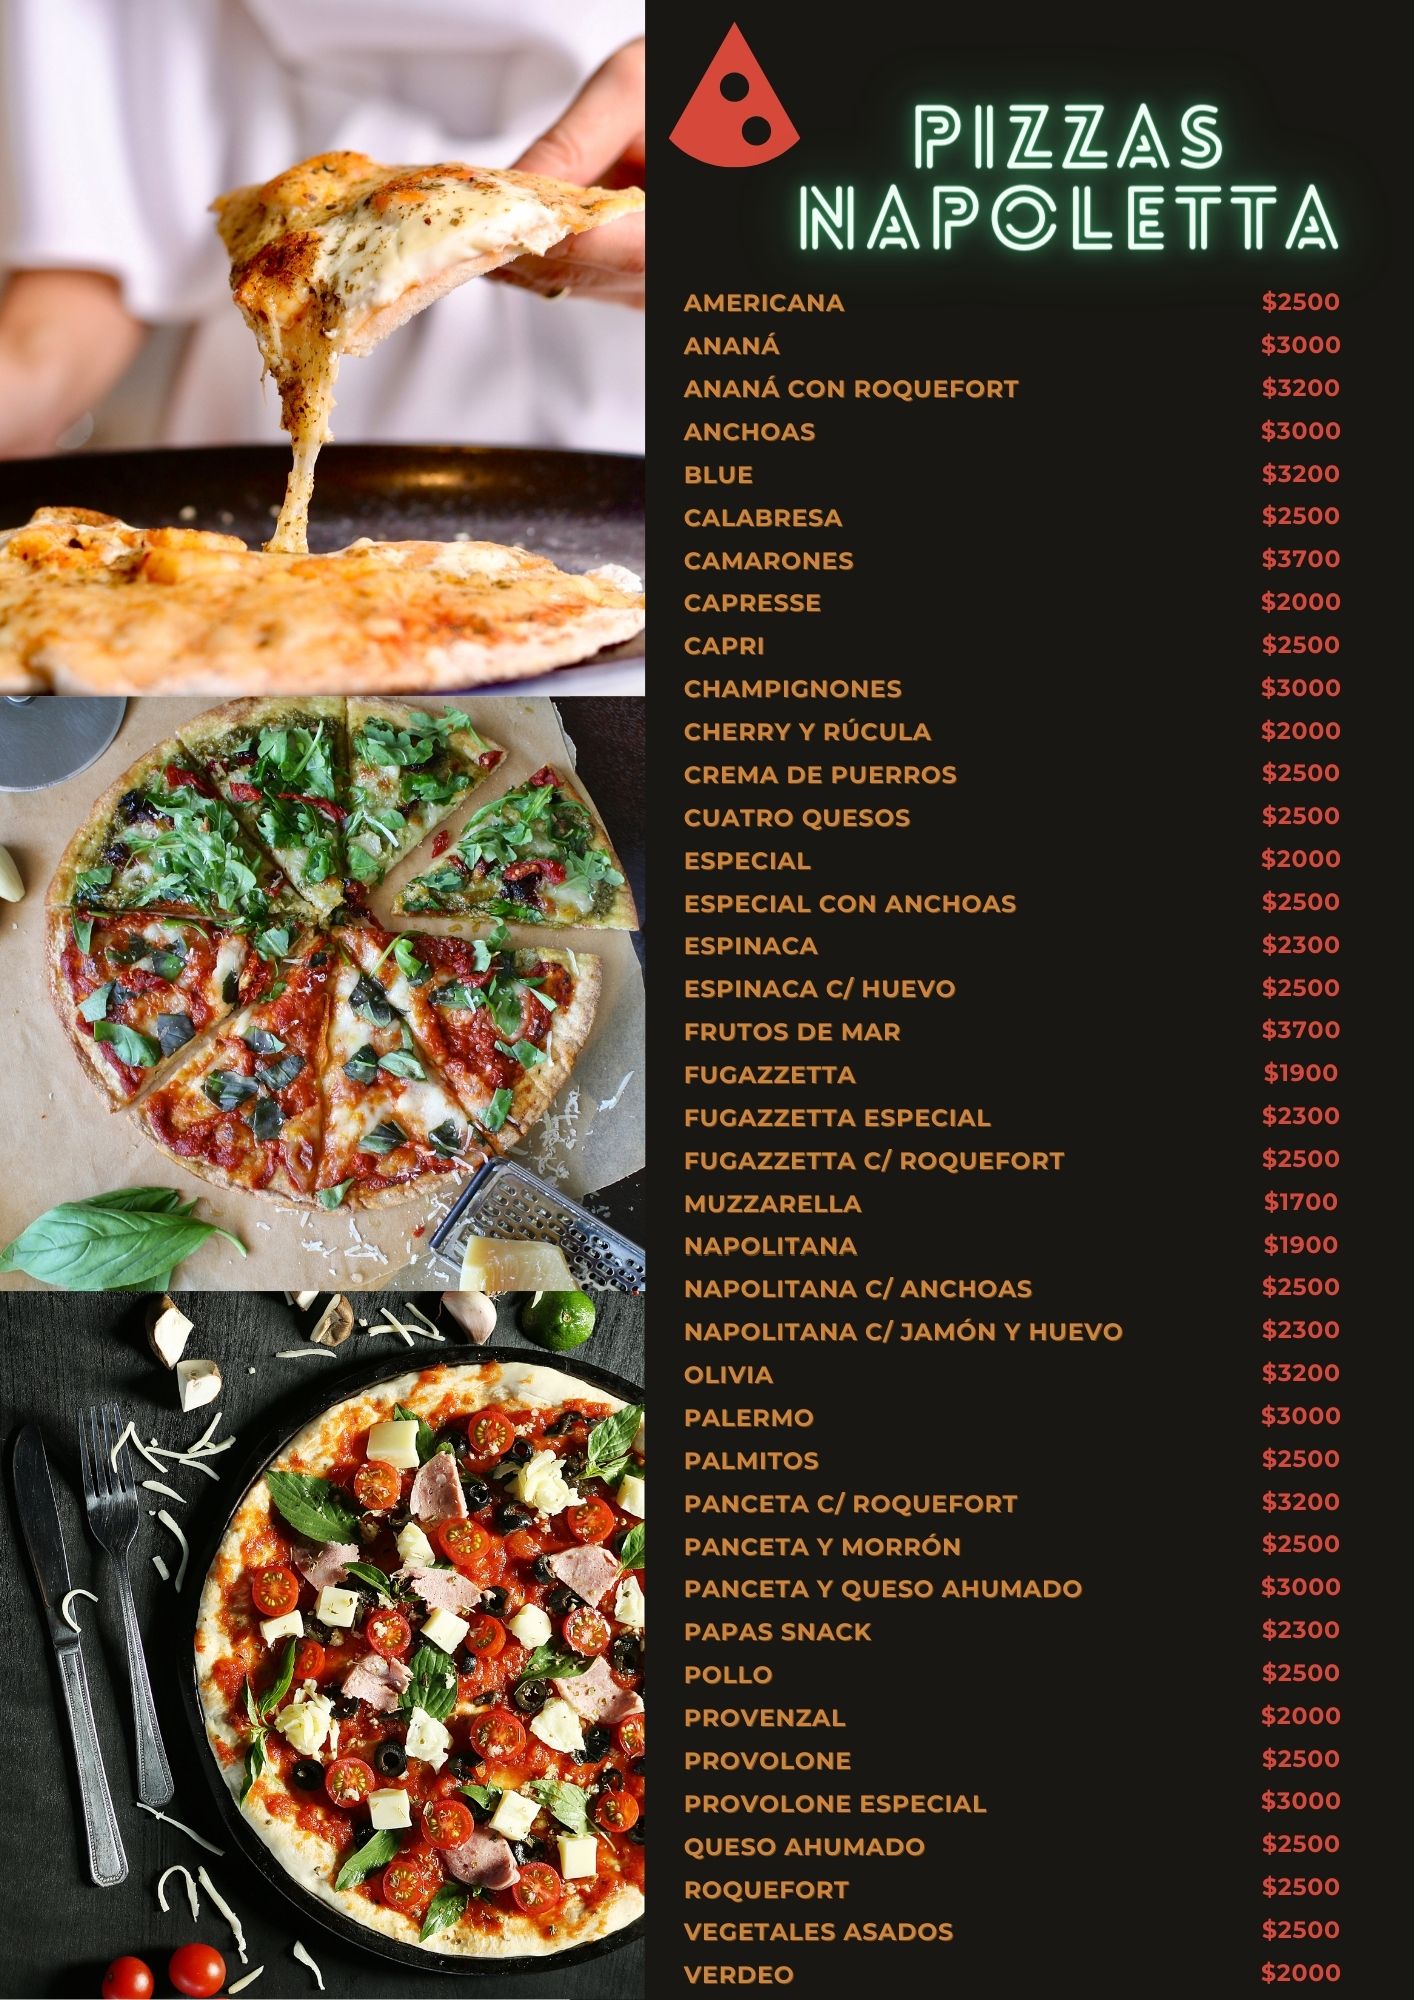 PIZZAS
NAPOLETTA
AMERICANA $2500
ANANÁ $3000
ANANÁ CON ROQUEFORT $3200
ANCHOAS $3000
BLUE $3200
CALABRESA $2500
CAMARONES $3700
CAPRESSE $2000
CAPRI $2500
CHAMPIGNONES $3000
CHERRY Y RÚCULA $2000
CREMA DE PUERROS $2500
CUATRO QUESOS $2500
ESPECIAL $2000
ESPECIAL CON ANCHOAS $2500
ESPINACA $2300
ESPINACA C/ HUEVO $2500
FRUTOS DE MAR $3700
FUGAZZETTA $1900
FUGAZZETTA ESPECIAL $2300
FUGAZZETTA C/ ROQUEFORT $2500
MUZZARELLA $1700
NAPOLITANA $1900
NAPOLITANA C/ ANCHOAS $2500
NAPOLITANA C/ JAMÓN Y HUEVO $2300
OLIVIA $3200
PALERMO $3000
PALMITOS $2500
PANCETA C/ ROQUEFORT $3200
PANCETA Y MORRÓN $2500
PANCETA Y QUESO AHUMADO $3000
PAPAS SNACK $2300
POLLO $2500
PROVENZAL $2000
PROVOLONE $2500
PROVOLONE ESPECIAL $3000
QUESO AHUMADO $2500
ROQUEFORT $2500
VEGETALES ASADOS $2500
VERDEO $2000